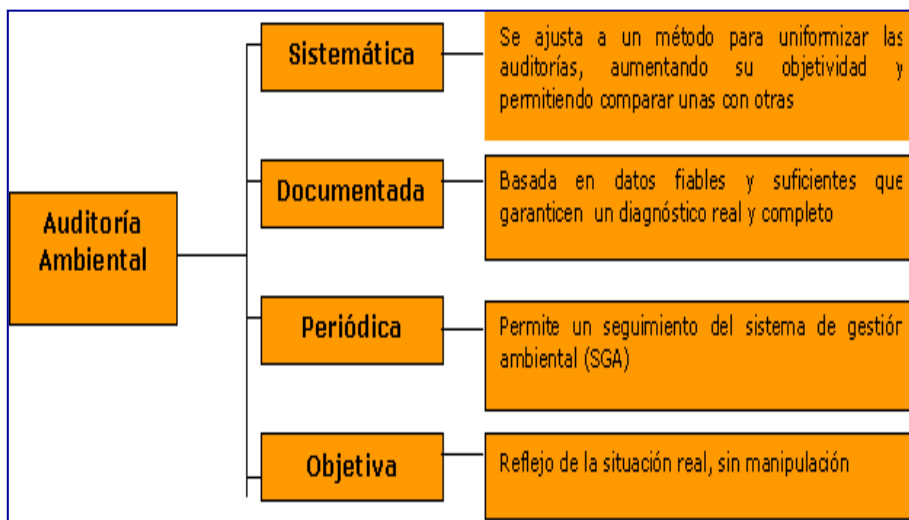 Auditoría
Ambiental
Sistemática
Se ajusta a un método para uniformizar las
auditorías, aumentando su objetividad y
permitiendo comparar unas con otras
Documentada
Basada en datos fiables y suficientes que
garanticen un diagnóstico real y completo
Periódica
Permite un seguimiento del sistema de gestión
ambiental (SGA)
Objetiva
Reflejo de la situación real, sin manipulación